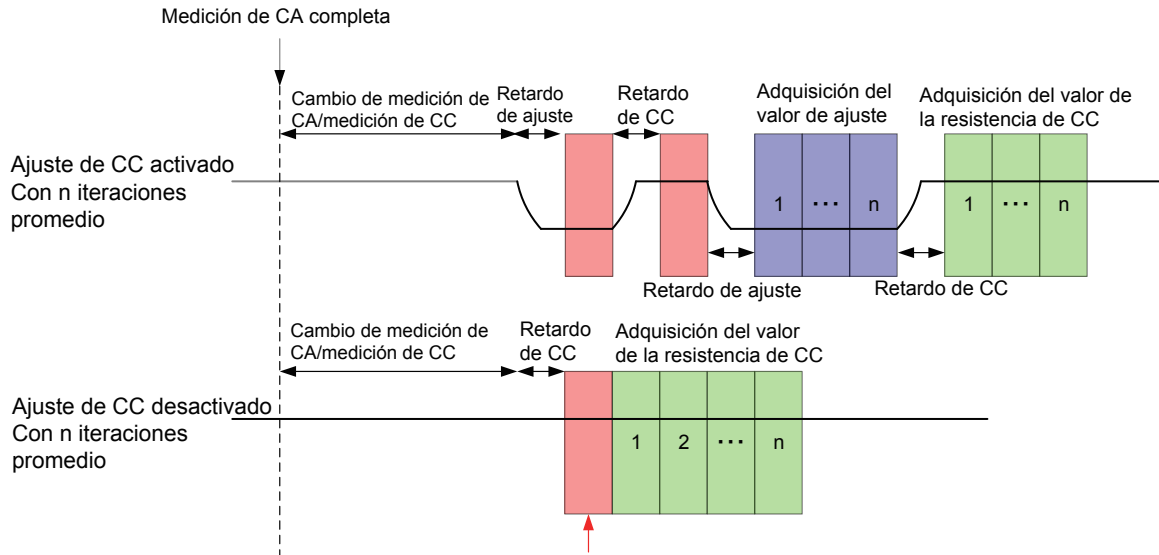 Medición de CA completa
Cambio de medición de
CA/medición de CC
Retardo
de ajuste
Retardo
de CC
Adquisición del
valor de ajuste
Adquisición del valor de
la resistencia de CC
Ajuste de CC activado
Con n iteraciones
promedio
1 ··· n
1 ··· n
Retardo de ajuste
Retardo de CC
Cambio de medición de
CA/medición de CC
Retardo
de CC
Adquisición del valor
de la resistencia de CC
Ajuste de CC desactivado
Con n iteraciones
promedio
1 2 ··· n